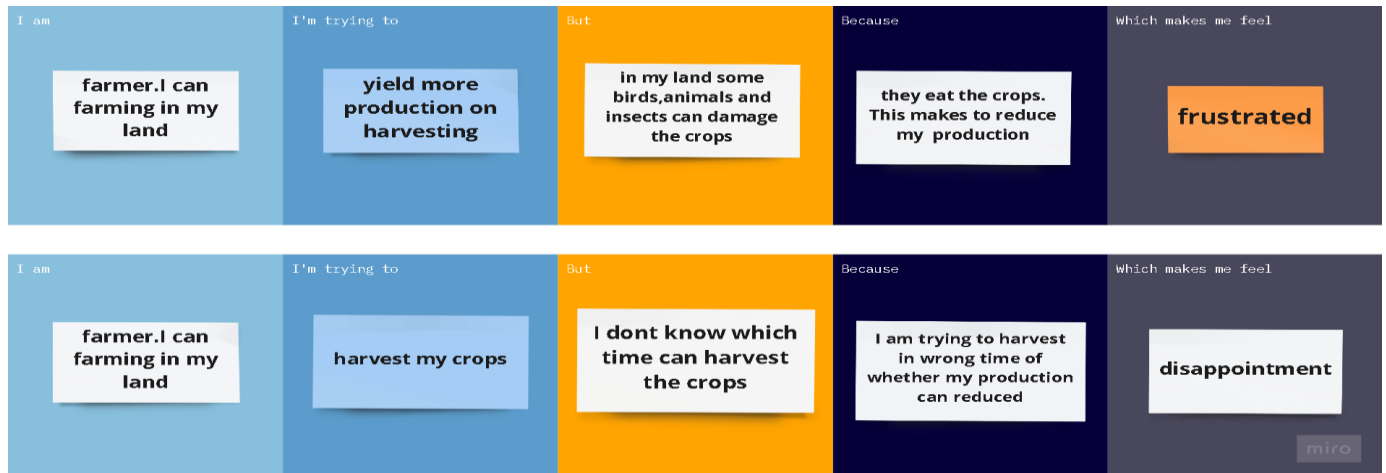 I am
I'm trying to
But
Because
Which makes me feel
farmer.I can
farming in my
land
yield more
production on
harvesting
in my land some
birds,animals and
insects can damage
the crops
they eat the crops.
This makes to reduce
my production
frustrated
I am
I'm trying to
But
Because
Which makes me feel
farmer.I can
farming in my
land
harvest my crops
I dont know which
time can harvest
the crops
I am trying to harvest
in wrong time of
whether my production
can reduced
disappointment
miro